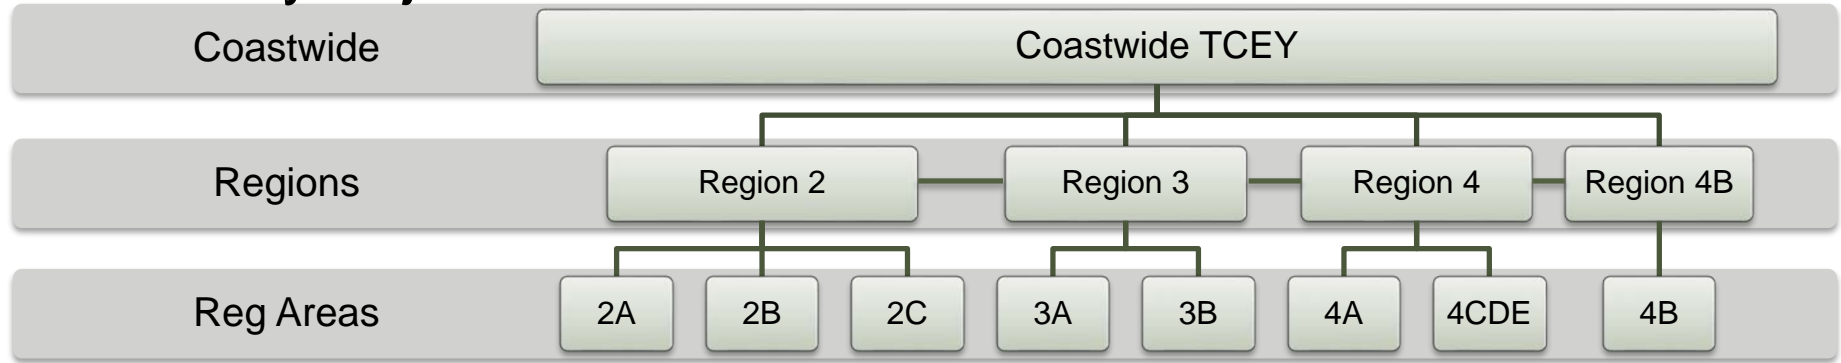 Coastwide
Coastwide TCEY
Regions
Region 2
Region 3
Region 4
Region 4B
Reg Areas
2A
2B
2C
3A
3B
4A
4CDE
4B